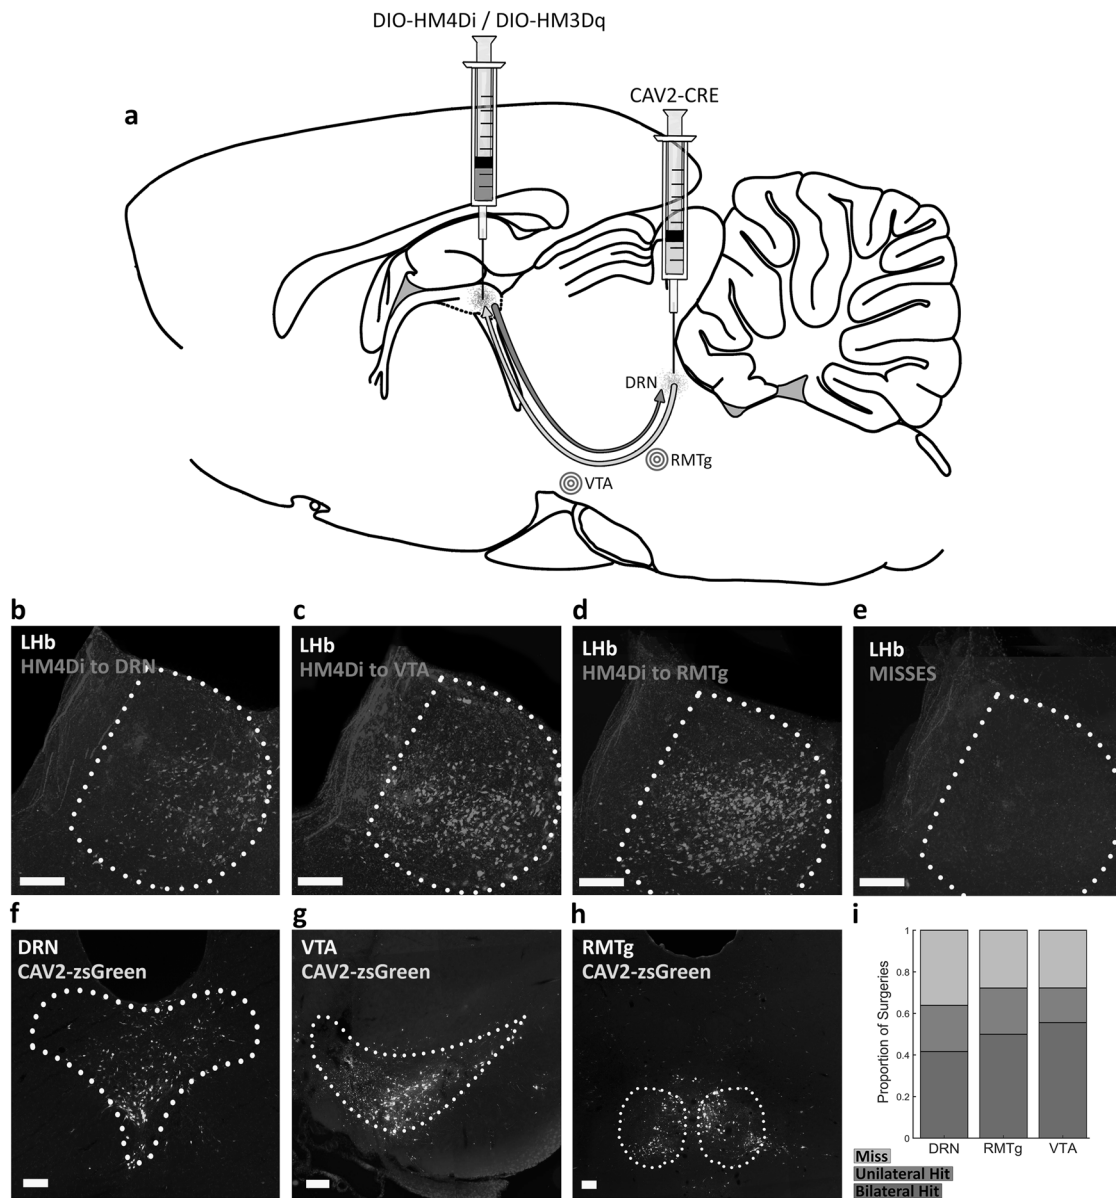 DIO-HM4Di / DIO-HM3Dq
CAV2-CRE
a
DRN
RMTg
VTA
b
LHb
HM4Di to DRN
c
LHb
HM4Di to VTA
d
LHb
HM4Di to RMTg
e
LHb
MISSES
f
DRN
CAV2-zsGreen
g
VTA
CAV2-zsGreen
h
RMTg
CAV2-zsGreen
i
Proportion of Surgeries
1
0.8
0.6
0.4
0.2
0
DRN
RMTg
VTA
Miss
Unilateral Hit
Bilateral Hit